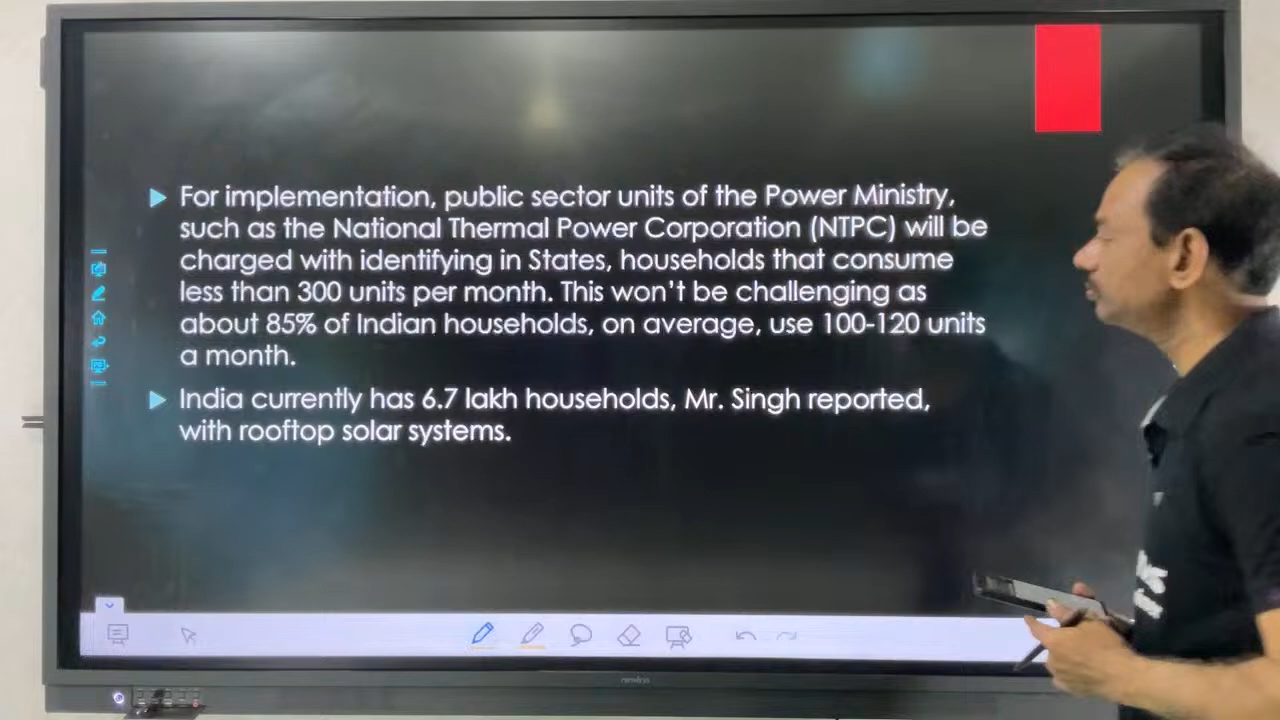 For implementation, public sector units of the Power Ministry,
such as the National Thermal Power Corporation (NTPC) will be
charged with identifying in States, households that consume
less than 300 units per month. This won't be challenging as
about 85% of Indian households, on average, use 100-120 units
a month.
India currently has 6.7 lakh households, Mr. Singh reported,
with rooftop solar systems.